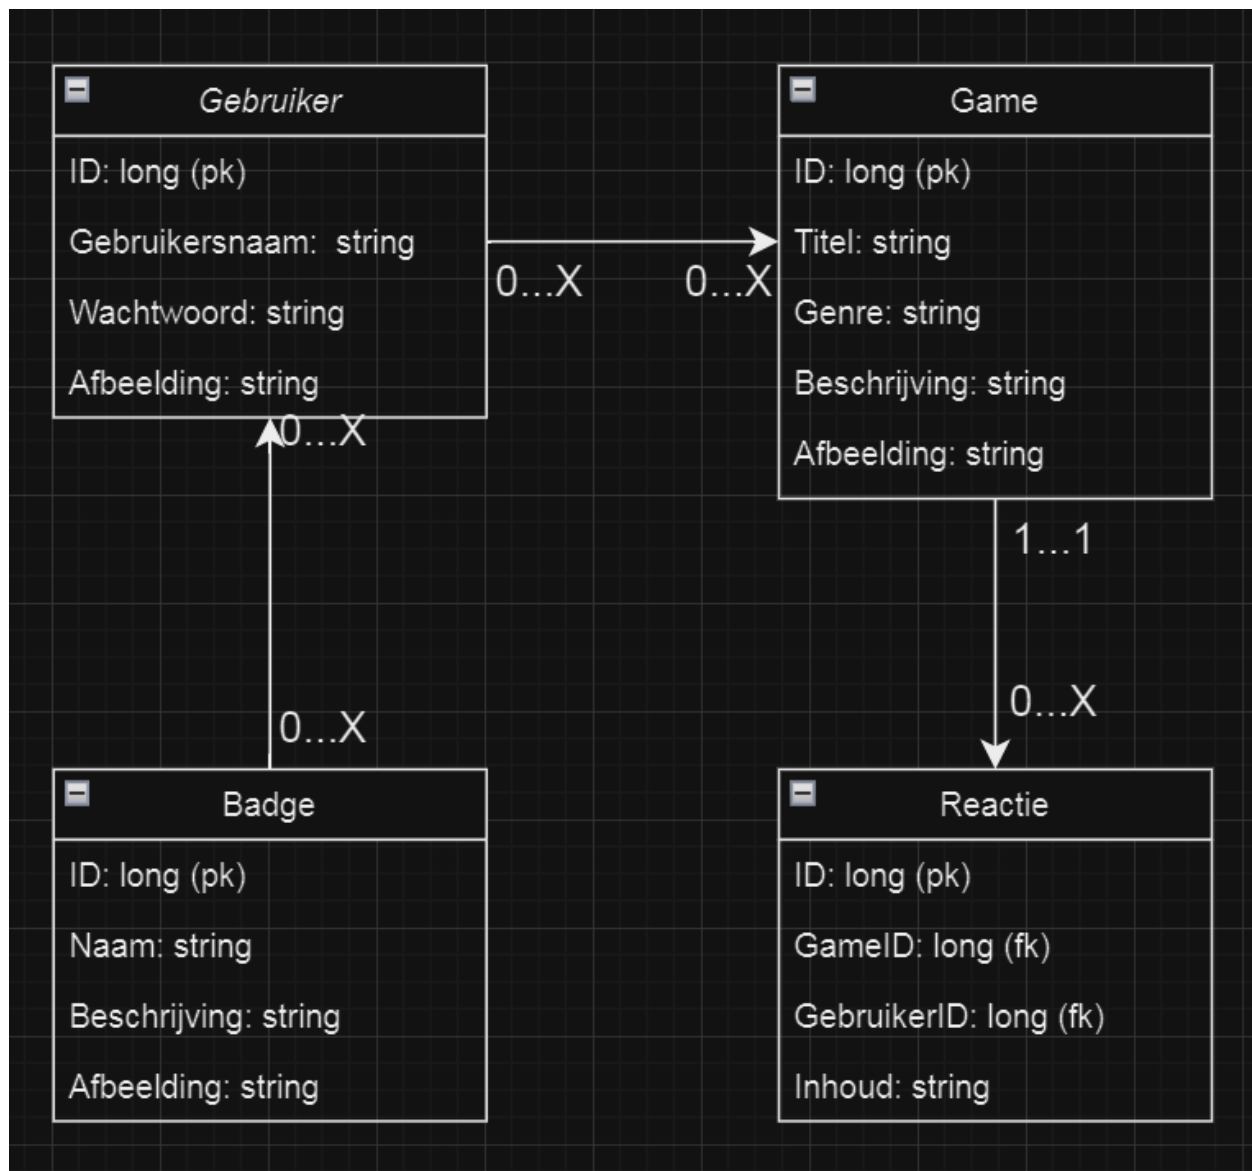 Gebruiker
ID: long (pk)
Gebruikersnaam:  string
Wachtwoord: string
Afbeelding: string
Game
ID: long (pk)
Titel: string
Genre: string
Beschrijving: string
Afbeelding: string
0...X
0...X
0...X
0...X
1...1
0...X
Badge
ID: long (pk)
Naam: string
Beschrijving: string
Afbeelding: string
Reactie
ID: long (pk)
GameID: long (fk)
GebruikerID: long (fk)
Inhoud: string